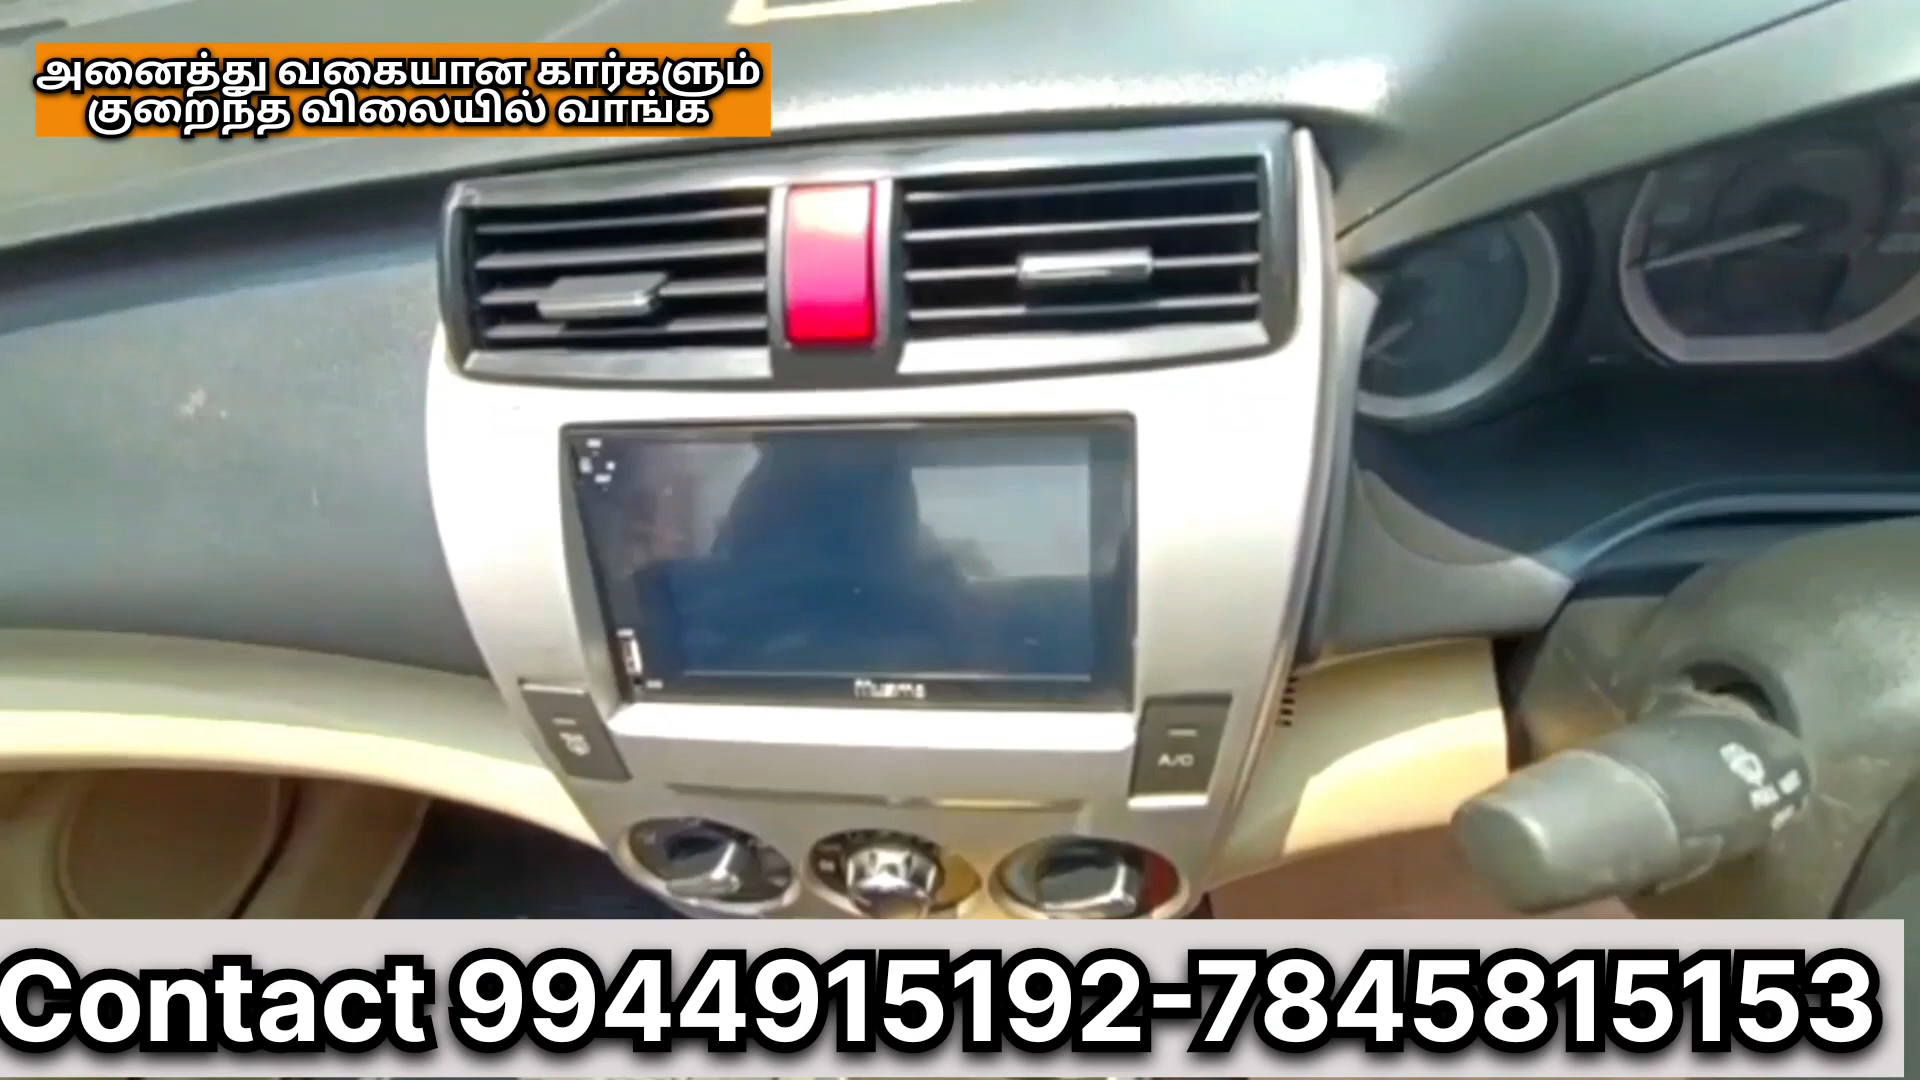 அனைத்து வகையான கார்களும்
குறைந்த விலையில் வாங்க
A/C
Contact 9944915192-7845815153